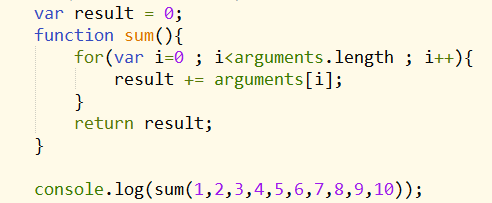 var result = 0;
function sum(){
    for(var i=0 ; i<arguments.length ; i++){
        result += arguments[i];
    }
    return result;
}

console.log(sum(1,2,3,4,5,6,7,8,9,10));